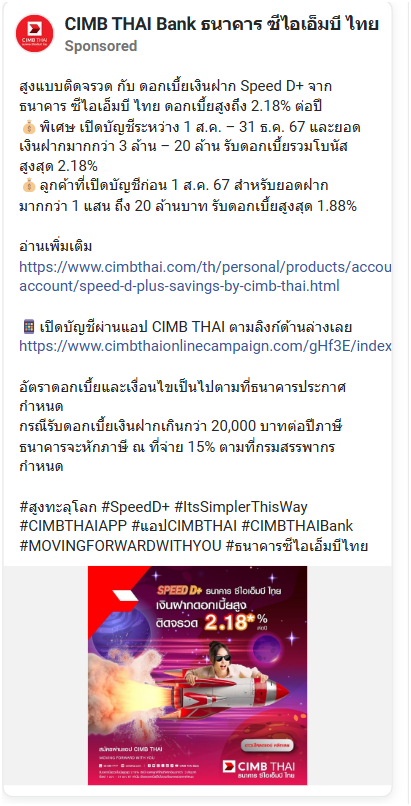 CIMB THAI Bank ธนาคาร ซีไอเอ็มบี ไทย
Sponsored
CIMB THAI
สูงแบบติดจรวด กับ ดอกเบี้ยเงินฝาก Speed D+ จาก
ธนาคาร ซีไอเอ็มบี ไทย ดอกเบี้ยสูงถึง 2.18% ต่อปี
💰พิเศษ เปิดบัญชีระหว่าง 1 ส.ค. – 31 ธ.ค. 67 และยอด
เงินฝากมากกว่า 3 ล้าน – 20 ล้าน รับดอกเบี้ยรวมโบนัส
สูงสุด 2.18%
💰ลูกค้าที่เปิดบัญชีก่อน 1 ส.ค. 67 สำหรับยอดฝาก
มากกว่า 1 แสน ถึง 20 ล้านบาท รับดอกเบี้ยสูงสุด 1.88%
อ่านเพิ่มเติม
https://www.cimbthai.com/th/personal/products/accou
account/speed-d-plus-savings-by-cimb-thai.html
📱 เปิดบัญชีผ่านแอป CIMB THAI ตามลิงก์ด้านล่างเลย
https://www.cimbthaionlinecampaign.com/gHf3E/index
อัตราดอกเบี้ยและเงื่อนไขเป็นไปตามที่ธนาคารประกาศ
กำหนด
กรณีรับดอกเบี้ยเงินฝากเกินกว่า 20,000 บาทต่อปีภาษี
ธนาคารจะหักภาษี ณ ที่จ่าย 15% ตามที่กรมสรรพากร
กำหนด
#สูงทะลุโลก #SpeedD+ #ItsSimplerThisWay
#CIMBTHAIAPP #แอปCIMBTHAI #CIMBTHAIBank
#MOVINGFORWARDWITHYOU #ธนาคารซีไอเอ็มบีไทย
SPEED D+ ธนาคาร ซีไอเอ็มบี ไทย
เงินฝากดอกเบี้ยสูง
ติดจรวด 2.18*% ต่อปี
สมัครผ่านแอป CIMB THAI
MOVING FORWARD WITH YOU
CIMB THAI
ธนาคาร ซีไอเอ็มบี ไทย